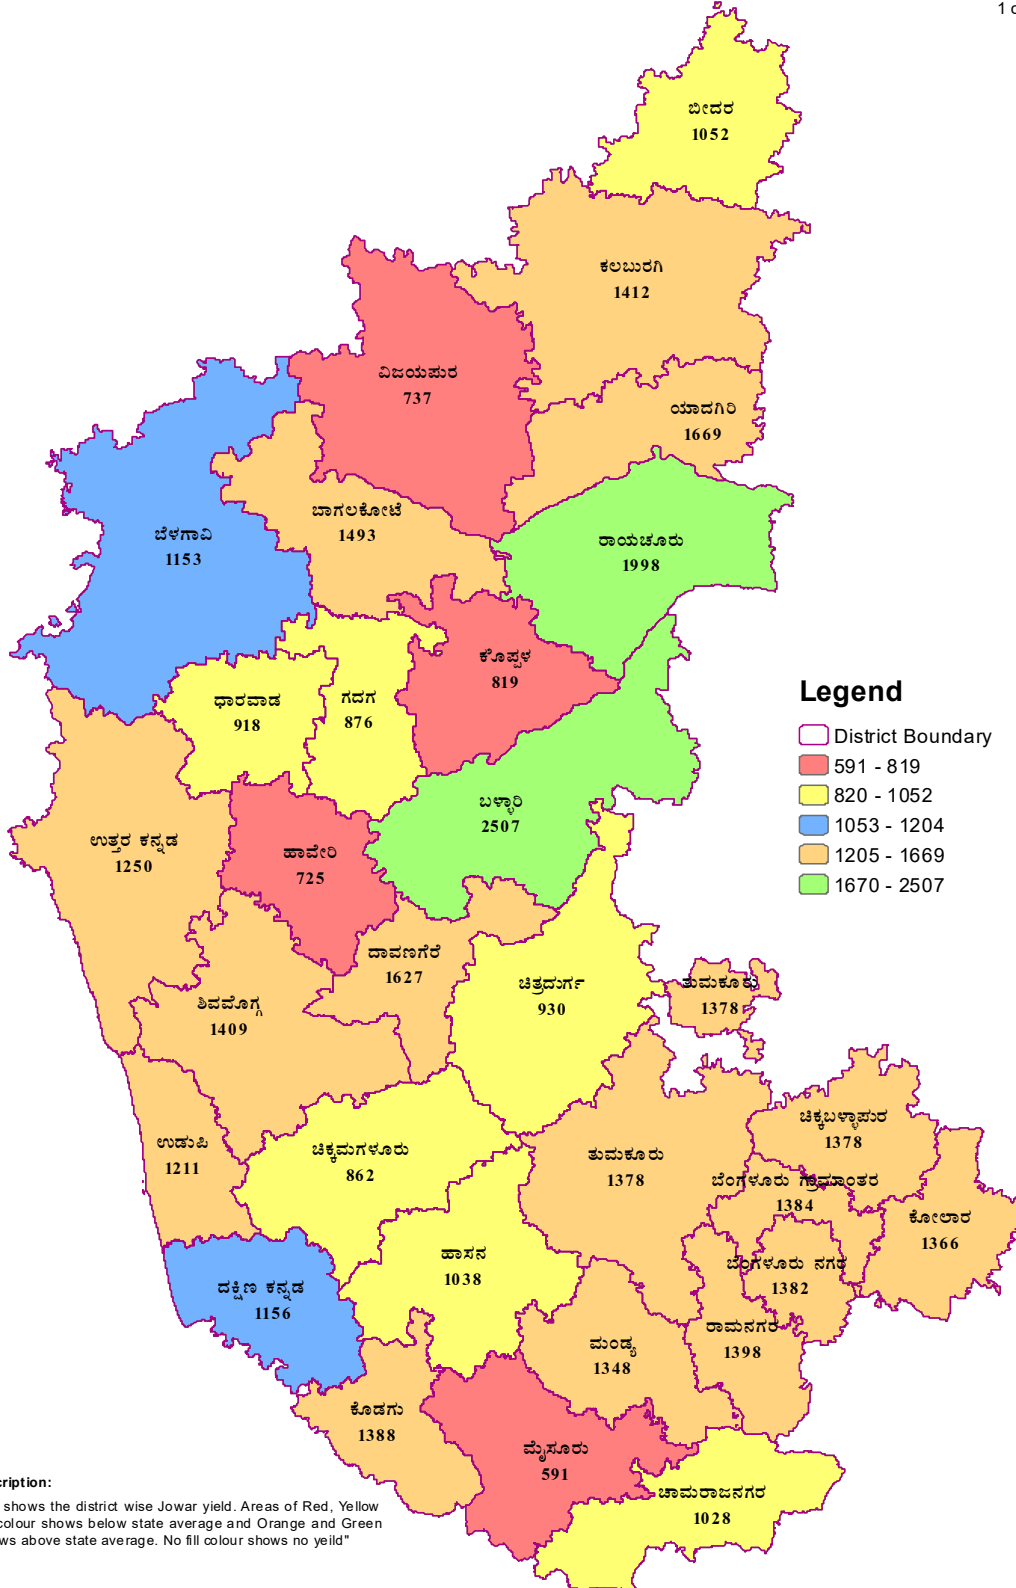 1
ಬೀದರ
1052
ಕಲಬುರಗಿ
1412
ವಿಜಯಪುರ
737
ಯಾದಗಿರಿ
1669
ಬಾಗಲಕೋಟೆ
1493
ಬೆಳಗಾವಿ
1153
ರಾಯಚೂರು
1998
ಕೊಪ್ಪಳ
819
ಧಾರವಾಡ
918
ಗದಗ
876
Legend
District Boundary
591 - 819
820 - 1052
1053 - 1204
1205 - 1669
1670 - 2507
ಬಳ್ಳಾರಿ
2507
ಉತ್ತರ ಕನ್ನಡ
1250
ಹಾವೇರಿ
725
ದಾವಣಗೆರೆ
1627
ಚಿತ್ರದುರ್ಗ
930
ತುಮಕೂರು
1378
ಶಿವಮೊಗ್ಗ
1409
ಚಿಕ್ಕಬಳ್ಳಾಪುರ
1378
ಉಡುಪಿ
1211
ಚಿಕ್ಕಮಗಳೂರು
862
ತುಮಕೂರು
1378
ಬೆಂಗಳೂರು ಗ್ರಾಮಾಂತರ
1384
ಕೋಲಾರ
1366
ಹಾಸನ
1038
ಬೆಂಗಳೂರು ನಗರ
1382
ದಕ್ಷಿಣ ಕನ್ನಡ
1156
ರಾಮನಗರ
1398
ಮಂಡ್ಯ
1348
ಕೊಡಗು
1388
ಮೈಸೂರು
591
ಚಾಮರಾಜನಗರ
1028
cription:
shows the district wise Jowar yield. Areas of Red, Yellow
colour shows below state average and Orange and Green
ws above state average. No fill colour shows no yeild"